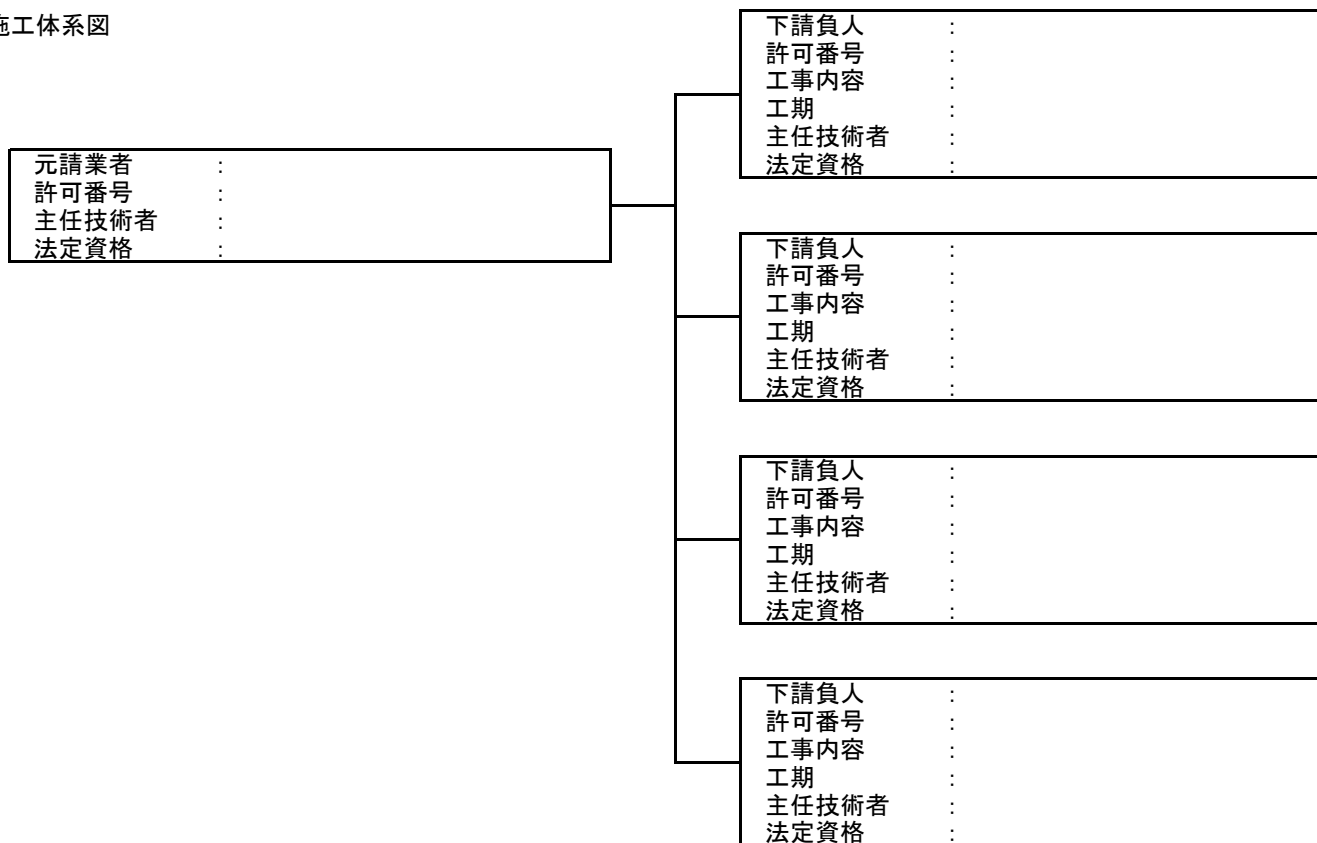 施工体系図
元請業者 :
許可番号 :
主任技術者 :
法定資格 :
下請負人 :
許可番号 :
工事内容 :
工期 :
主任技術者 :
法定資格 :
下請負人 :
許可番号 :
工事内容 :
工期 :
主任技術者 :
法定資格 :
下請負人 :
許可番号 :
工事内容 :
工期 :
主任技術者 :
法定資格 :
下請負人 :
許可番号 :
工事内容 :
工期 :
主任技術者 :
法定資格 :